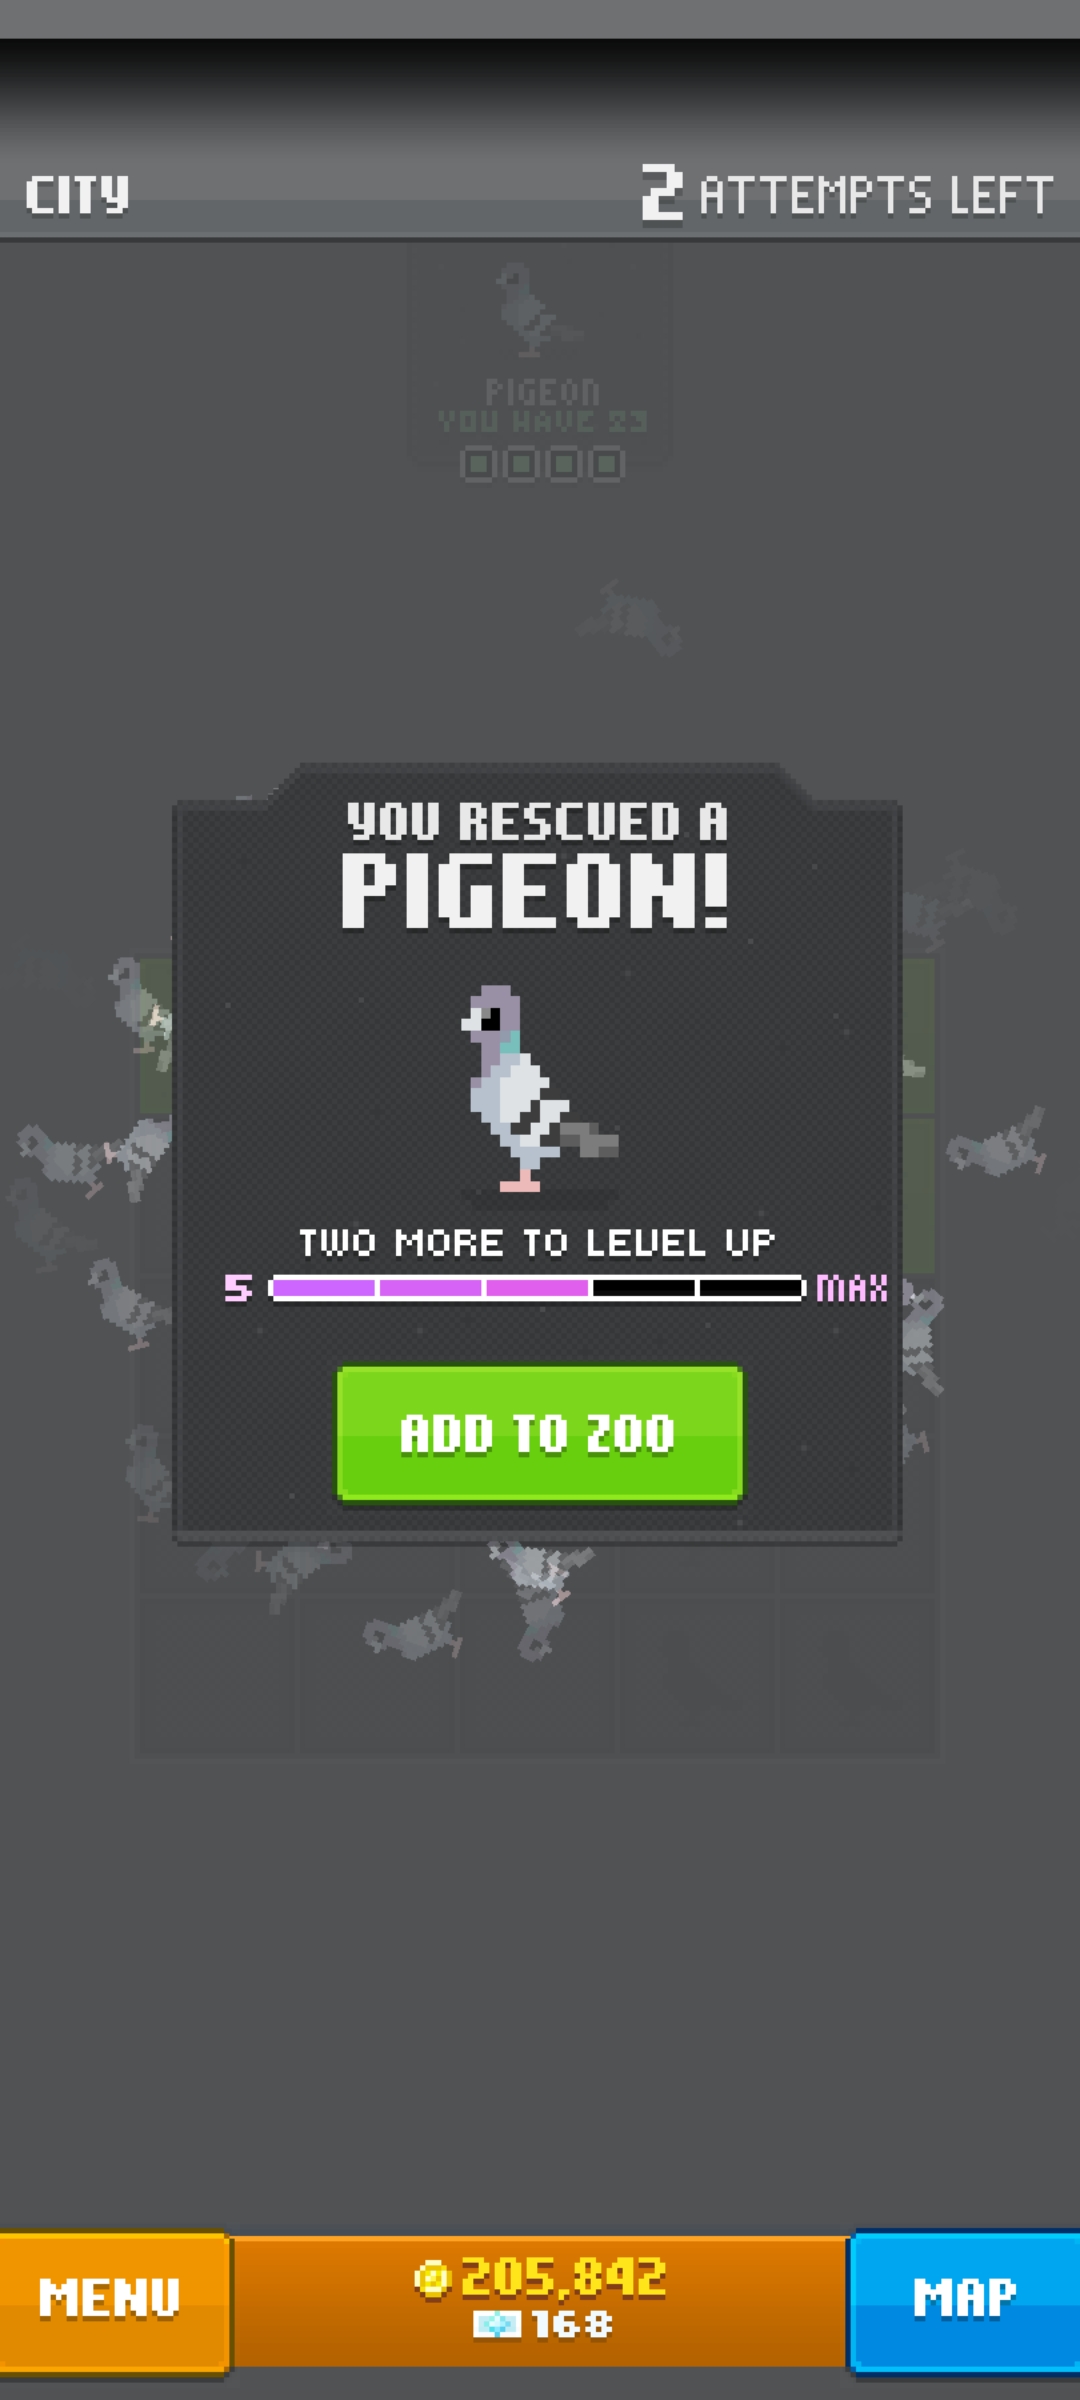 CITY
2 ATTEMPTS LEFT
PIGEON
YOU HAVE 23
YOU RESCUED A
PIGEON!
TWO MORE TO LEVEL UP
5 MAX
ADD TO ZOO
MENU
205,842
168
MAP